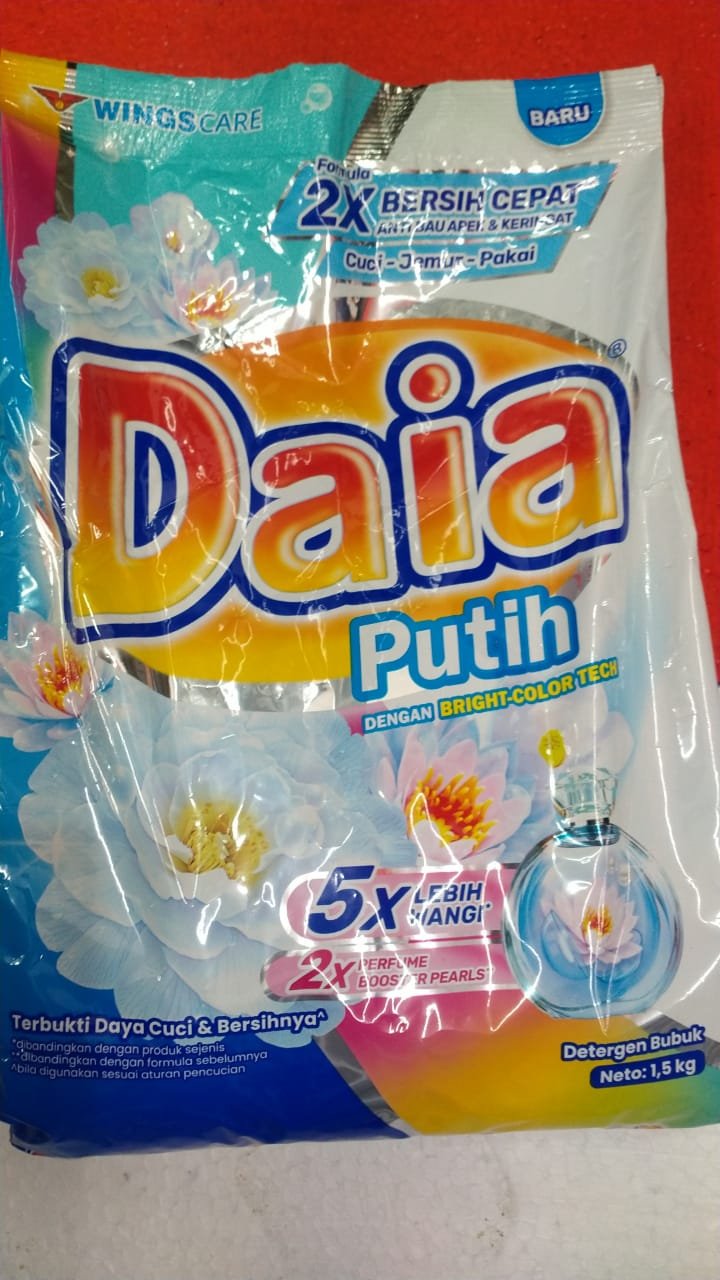 WINGSCARE
BARU
Formula
2X BERSIH CEPAT
ANTI BAU APEK & KERINGAT
Cuci - Jemur - Pakai
Daia®
Putih
DENGAN BRIGHT-COLOR TECH
5X LEBIH WANGI*
2X PERFUME BOOSTER PEARLS**
Terbukti Daya Cuci & Bersihnya^
*dibandingkan dengan produk sejenis
**dibandingkan dengan formula sebelumnya
^bila digunakan sesuai aturan pencucian
Detergen Bubuk
Neto: 1,5 kg